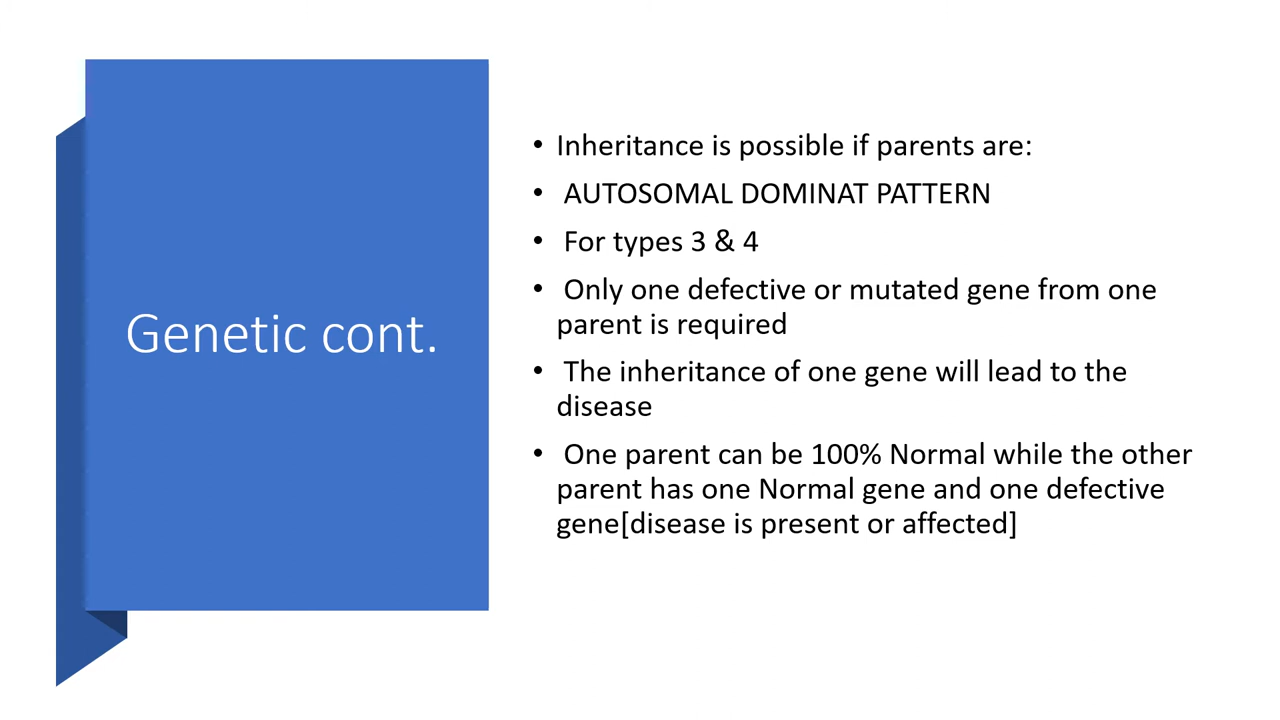 Genetic cont.
• Inheritance is possible if parents are:
• AUTOSOMAL DOMINAT PATTERN
• For types 3 & 4
• Only one defective or mutated gene from one
parent is required
• The inheritance of one gene will lead to the
disease
• One parent can be 100% Normal while the other
parent has one Normal gene and one defective
gene[disease is present or affected]